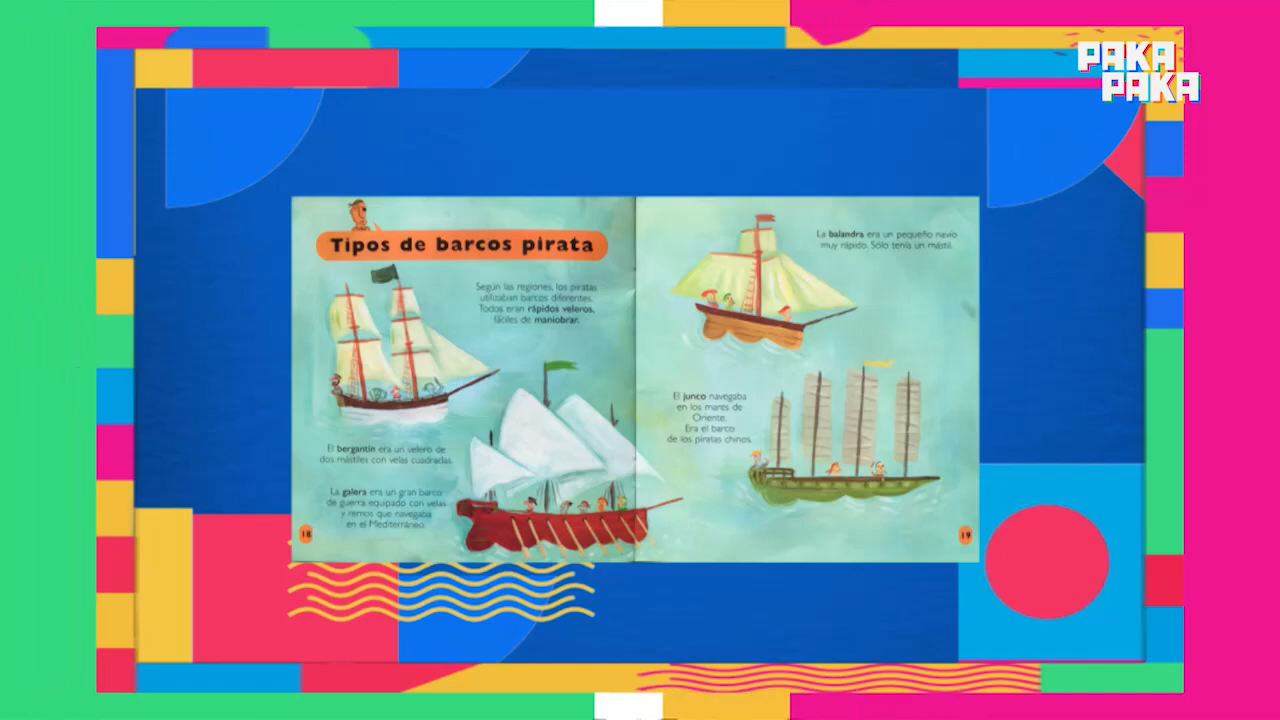 PAKA
PAKA
Tipos de barcos pirata
Según las regiones, los piratas
utilizaban barcos diferentes.
Todos eran rápidos veleros,
fáciles de maniobrar.
El bergantín era un velero de
dos mástiles con velas cuadradas.
La galera era un gran barco
de guerra equipado con velas
y remos que navegaba
en el Mediterráneo.
18
La balandra era un pequeño navío
muy rápido. Sólo tenía un mástil.
El junco navegaba
en los mares de
Oriente.
Era el barco
de los piratas chinos.
19